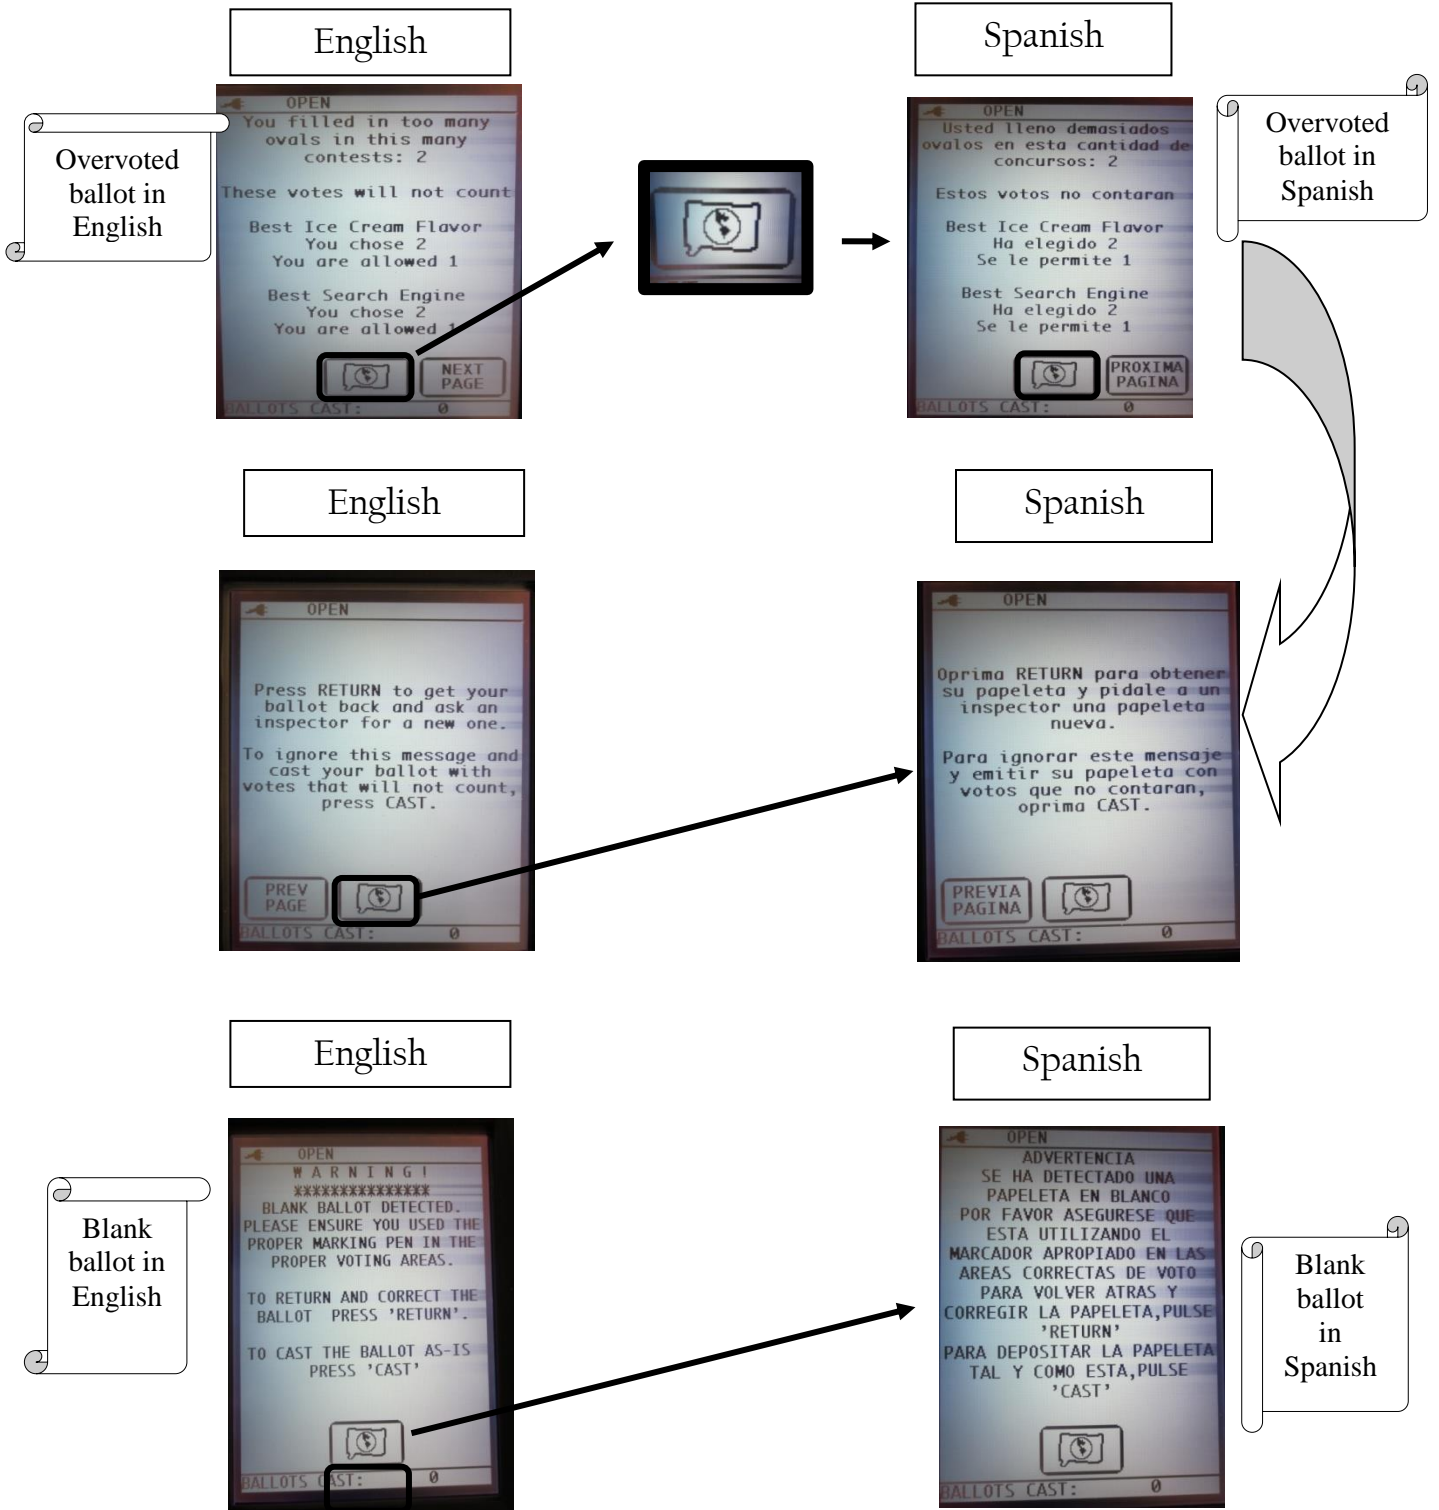 English
Spanish
Overvoted
ballot in
English
OPEN
You filled in too many
ovals in this many
contests: 2
These votes will not count
Best Ice Cream Flavor
You chose 2
You are allowed 1
Best Search Engine
You chose 2
You are allowed 1
NEXT
PAGE
BALLOTS CAST: 0
OPEN
Usted lleno demasiados
ovalos en esta cantidad de
concursos: 2
Estos votos no contaran
Best Ice Cream Flavor
Ha elegido 2
Se le permite 1
Best Search Engine
Ha elegido 2
Se le permite 1
PROXIMA
PAGINA
BALLOTS CAST: 0
Overvoted
ballot in
Spanish
English
Spanish
OPEN
Press RETURN to get your
ballot back and ask an
inspector for a new one.
To ignore this message and
cast your ballot with
votes that will not count,
press CAST.
PREV
PAGE
BALLOTS CAST: 0
OPEN
Oprima RETURN para obtener
su papeleta y pidale a un
inspector una papeleta
nueva.
Para ignorar este mensaje
y emitir su papeleta con
votos que no contaran,
oprima CAST.
PREVIA
PAGINA
BALLOTS CAST: 0
English
Spanish
Blank
ballot in
English
OPEN
W A R N I N G !
***************
BLANK BALLOT DETECTED.
PLEASE ENSURE YOU USED THE
PROPER MARKING PEN IN THE
PROPER VOTING AREAS.
TO RETURN AND CORRECT THE
BALLOT PRESS 'RETURN'.
TO CAST THE BALLOT AS-IS
PRESS 'CAST'
BALLOTS CAST: 0
OPEN
ADVERTENCIA
SE HA DETECTADO UNA
PAPELETA EN BLANCO
POR FAVOR ASEGURESE QUE
ESTA UTILIZANDO EL
MARCADOR APROPIADO EN LAS
AREAS CORRECTAS DE VOTO
PARA VOLVER ATRAS Y
CORREGIR LA PAPELETA,PULSE
'RETURN'
PARA DEPOSITAR LA PAPELETA
TAL Y COMO ESTA,PULSE
'CAST'
BALLOTS CAST: 0
Blank
ballot
in
Spanish